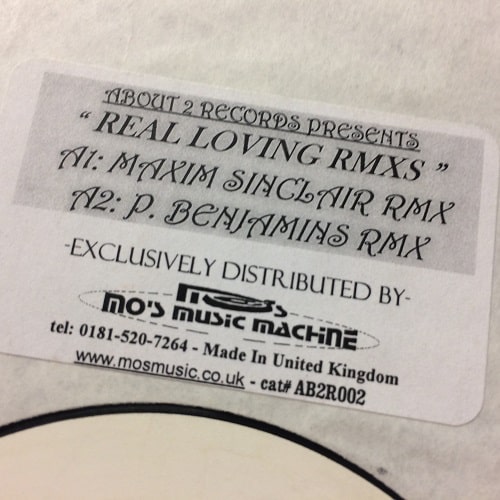 ABOUT 2 RECORDS PRESENTS
" REAL LOVING RMXS "
A1: MAXIM SINCLAIR RMX
A2: P. BENJAMINS RMX
-EXCLUSIVELY DISTRIBUTED BY-
MO'S MUSIC MACHINE
tel: 0181-520-7264 - Made In United Kingdom
www.mosmusic.co.uk - cat# AB2R002